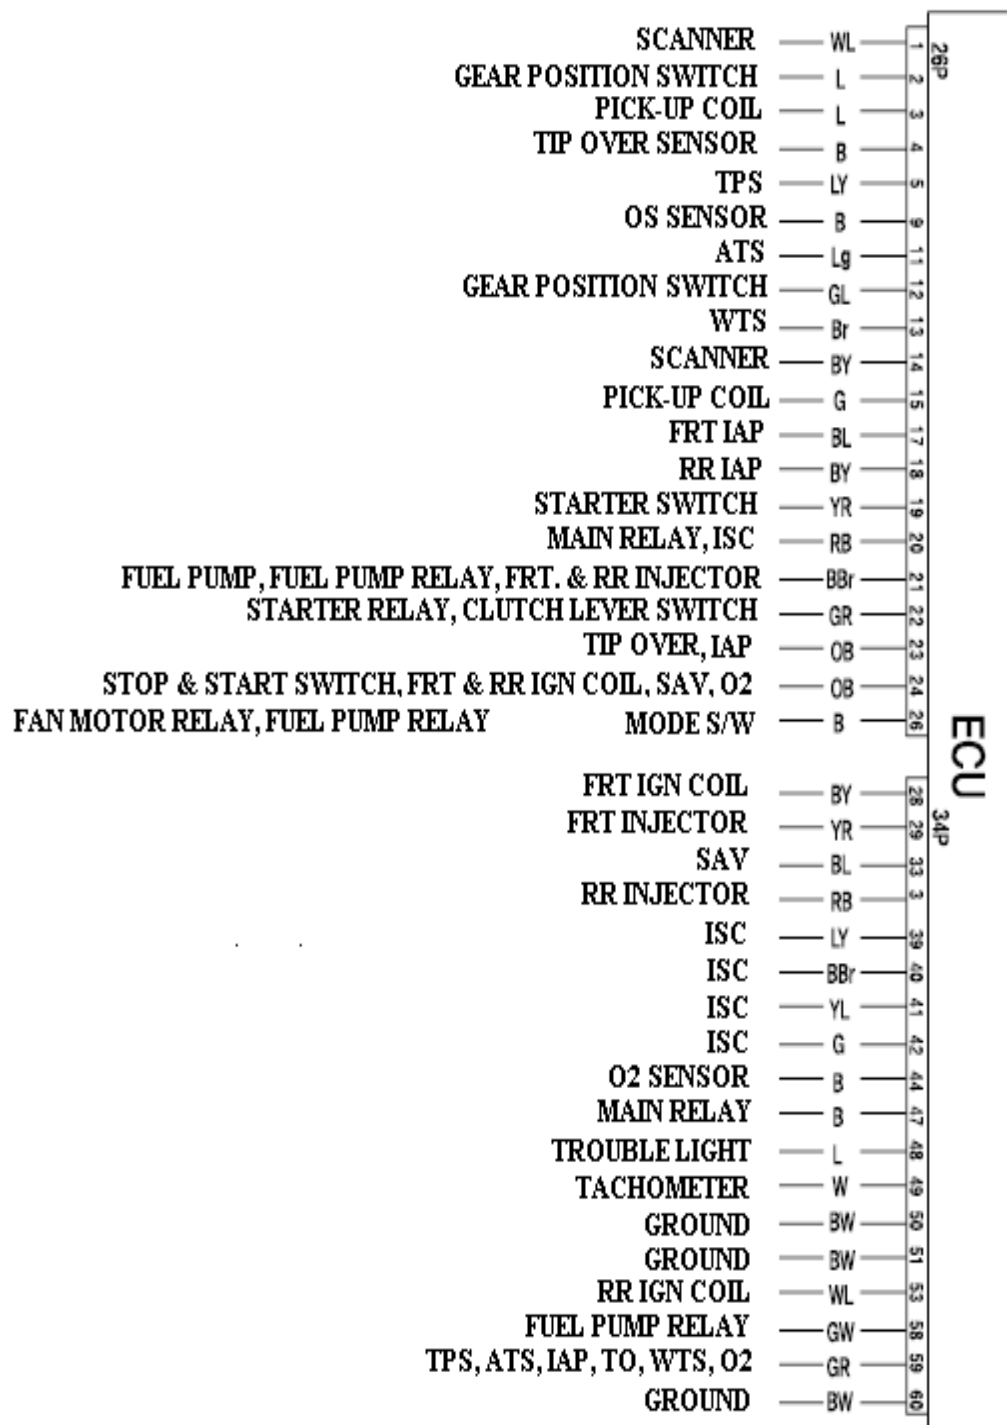 SCANNER WL 1 26P
GEAR POSITION SWITCH L 2
PICK-UP COIL L 3
TIP OVER SENSOR B 4
TPS LY 5
OS SENSOR B 9
ATS Lg 11
GEAR POSITION SWITCH GL 12
WTS Br 13
SCANNER BY 14
PICK-UP COIL G 15
FRT IAP BL 17
RR IAP BY 18
STARTER SWITCH YR 19
MAIN RELAY, ISC RB 20
FUEL PUMP, FUEL PUMP RELAY, FRT. & RR INJECTOR BBr 21
STARTER RELAY, CLUTCH LEVER SWITCH GR 22
TIP OVER, IAP OB 23
STOP & START SWITCH, FRT & RR IGN COIL, SAV, O2 OB 24
FAN MOTOR RELAY, FUEL PUMP RELAY MODE S/W B 26
ECU
FRT IGN COIL BY 28 34P
FRT INJECTOR YR 29
SAV BL 33
RR INJECTOR RB 3
ISC LY 39
ISC BBr 40
ISC YL 41
ISC G 42
O2 SENSOR B 44
MAIN RELAY B 47
TROUBLE LIGHT L 48
TACHOMETER W 49
GROUND BW 50
GROUND BW 51
RR IGN COIL WL 53
FUEL PUMP RELAY GW 58
TPS, ATS, IAP, TO, WTS, O2 GR 59
GROUND BW 60